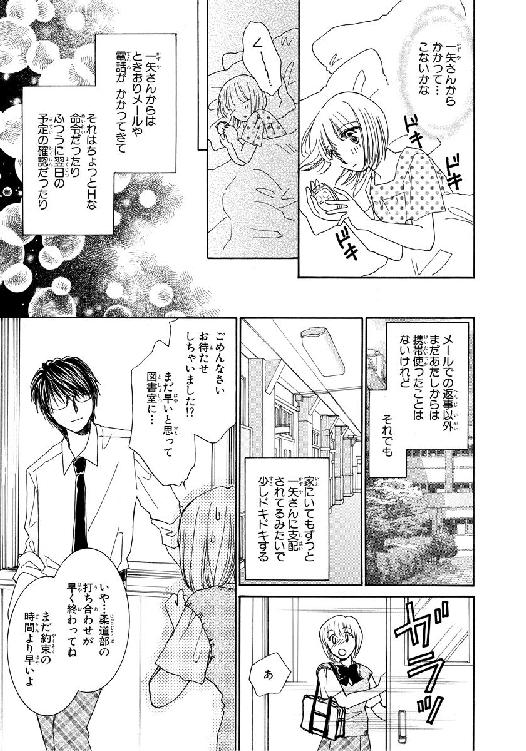 一矢さんから
かかって…
こないかな
ドキ
ドキ
一矢さんからは
ときおりメールや
電話が かかってきて
それはちょっとHな
命令だったり
ふつうに翌日の
予定の確認だったり
メールでの返事以外
まだあたしからは
携帯使ったことは
ないけれど
それでも
家にいてもずっと
一矢さんに支配
されてるみたいで
少しドキドキする
ガラッ
あ
ごめんなさい
お待たせ
しちゃいました!?
まだ早いと思って
図書室に…
いや…柔道部の
打ち合わせが
早く終わってね
まだ約束の
時間より早いよ